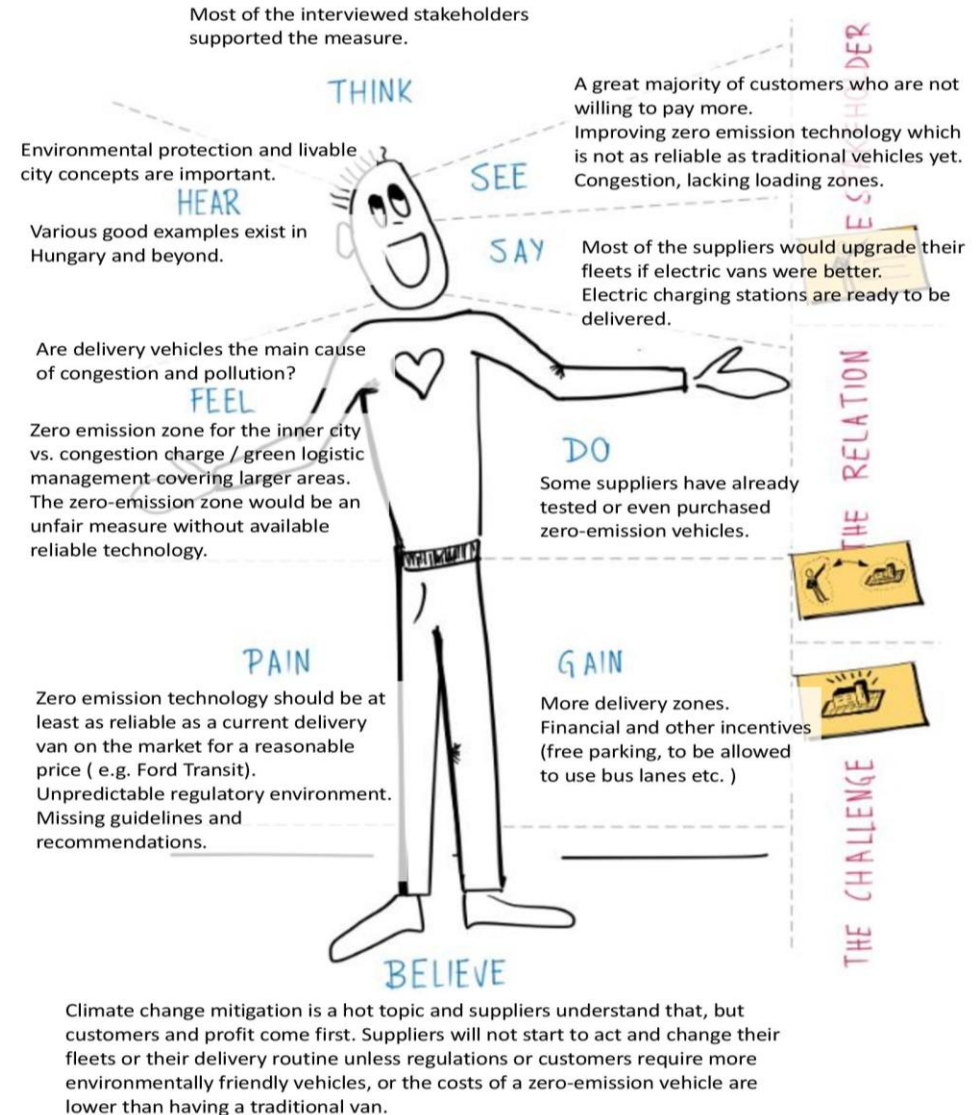 Most of the interviewed stakeholders
supported the measure.
THINK
A great majority of customers who are not
willing to pay more.
Improving zero emission technology which
is not as reliable as traditional vehicles yet.
Congestion, lacking loading zones.
SEE
Environmental protection and livable
city concepts are important.
HEAR
Various good examples exist in
Hungary and beyond.
SAY
Most of the suppliers would upgrade their
fleets if electric vans were better.
Electric charging stations are ready to be
delivered.
Are delivery vehicles the main cause
of congestion and pollution?
FEEL
Zero emission zone for the inner city
vs. congestion charge / green logistic
management covering larger areas.
The zero-emission zone would be an
unfair measure without available
reliable technology.
DO
Some suppliers have already
tested or even purchased
zero-emission vehicles.
PAIN
Zero emission technology should be at
least as reliable as a current delivery
van on the market for a reasonable
price ( e.g. Ford Transit).
Unpredictable regulatory environment.
Missing guidelines and
recommendations.
GAIN
More delivery zones.
Financial and other incentives
(free parking, to be allowed
to use bus lanes etc. )
BELIEVE
Climate change mitigation is a hot topic and suppliers understand that, but
customers and profit come first. Suppliers will not start to act and change their
fleets or their delivery routine unless regulations or customers require more
environmentally friendly vehicles, or the costs of a zero-emission vehicle are
lower than having a traditional van.
THE RELATION
THE CHALLENGE